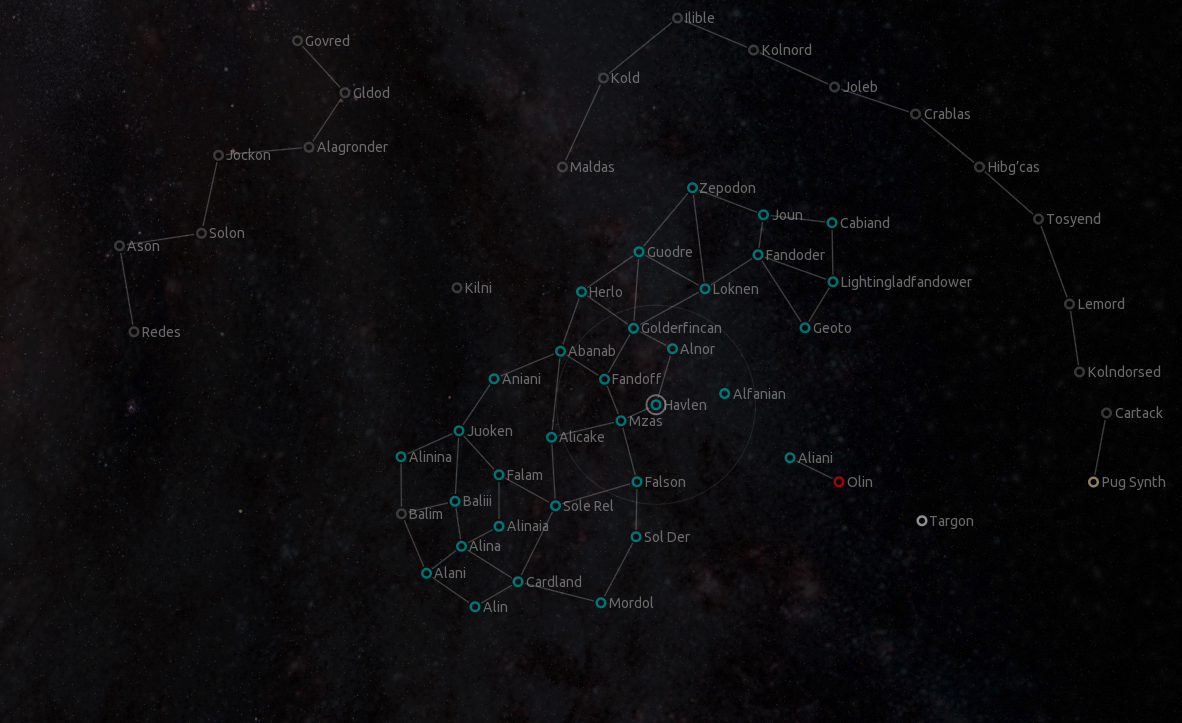 Ilible
Govred
Kolnord
Kold
Joleb
Gldod
Crablas
Alagronder
Jockon
Maldas
Hibg'cas
Zepodon
Joun
Tosyend
Cabiand
Solon
Ason
Guodre
Fandoder
Lightingladfandower
Kilni
Loknen
Herlo
Lemord
Golderfincan
Geoto
Redes
Alnor
Abanab
Kolndorsed
Aniani
Fandoff
Alfanian
Havlen
Cartack
Mzas
Juoken
Alicake
Alinina
Aliani
Falam
Falson
Olin
Pug Synth
Baliii
Sole Rel
Balim
Targon
Alinaia
Sol Der
Alina
Alani
Cardland
Mordol
Alin